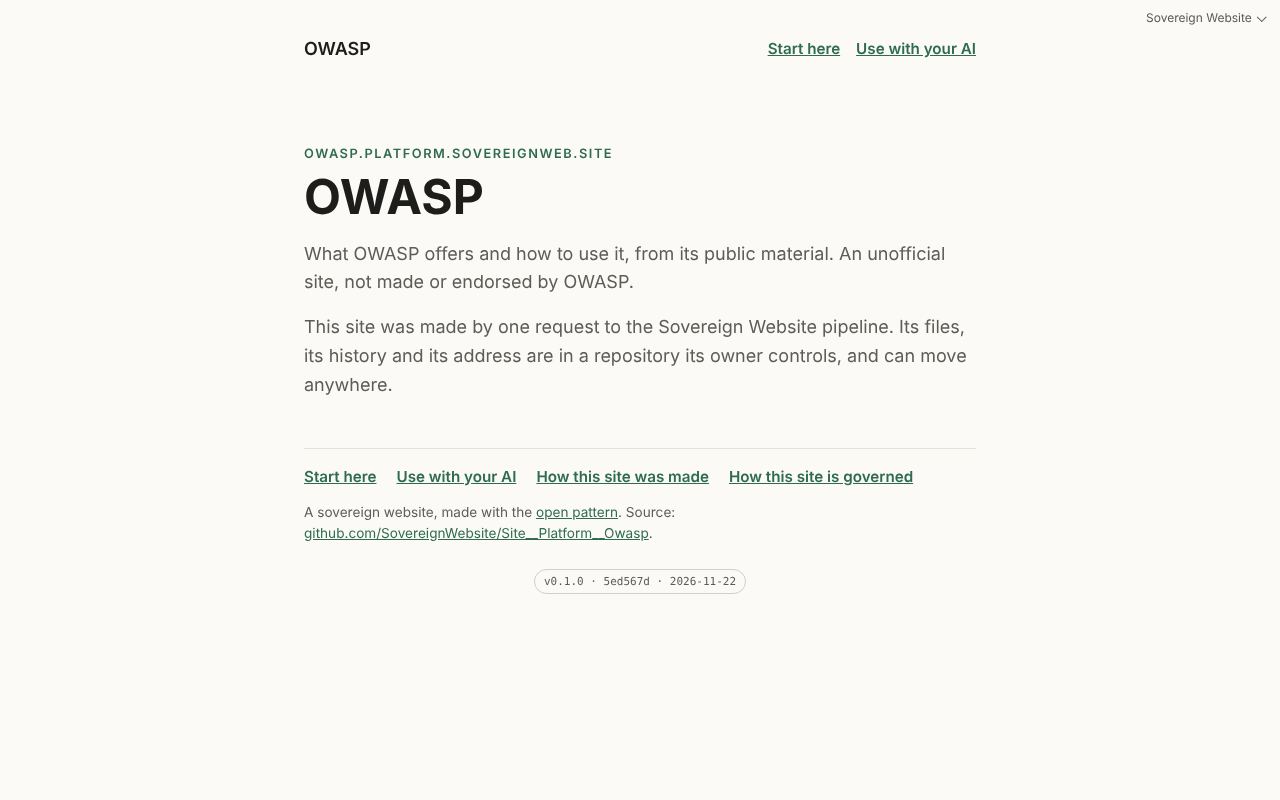 Sovereign Website
OWASP
Start here Use with your AI
OWASP.PLATFORM.SOVEREIGNWEB.SITE
OWASP
What OWASP offers and how to use it, from its public material. An unofficial
site, not made or endorsed by OWASP.
This site was made by one request to the Sovereign Website pipeline. Its files,
its history and its address are in a repository its owner controls, and can move
anywhere.
Start here Use with your AI How this site was made How this site is governed
A sovereign website, made with the open pattern. Source:
github.com/SovereignWebsite/Site__Platform__Owasp.
v0.1.0 · 5ed567d · 2026-11-22